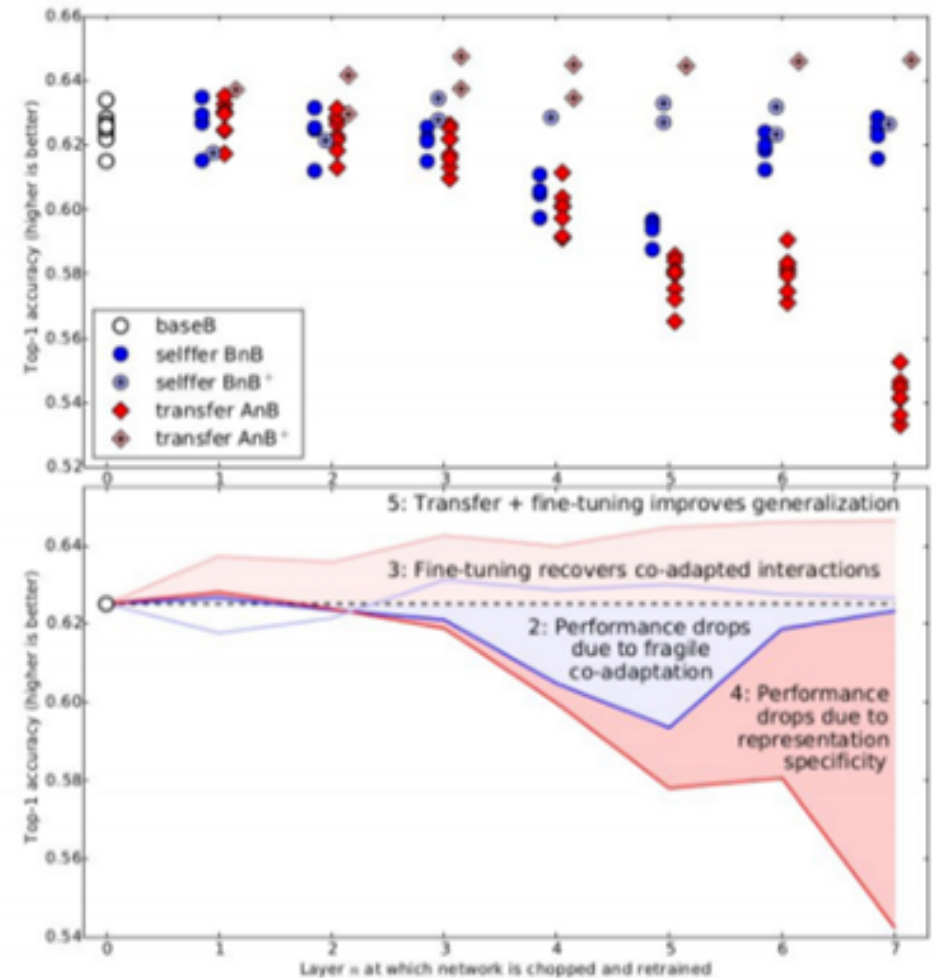 Top-1 accuracy (higher is better)
0.66
0.64
0.62
0.60
0.58
0.56
0.54
0.52
baseB
selffer BnB
selffer BnB⁺
transfer AnB
transfer AnB⁺
0 1 2 3 4 5 6 7
Top-1 accuracy (higher is better)
0.64
0.62
0.60
0.58
0.56
0.54
5: Transfer + fine-tuning improves generalization
3: Fine-tuning recovers co-adapted interactions
2: Performance drops
due to fragile
co-adaptation
4: Performance
drops due to
representation
specificity
0 1 2 3 4 5 6 7
Layer n at which network is chopped and retrained